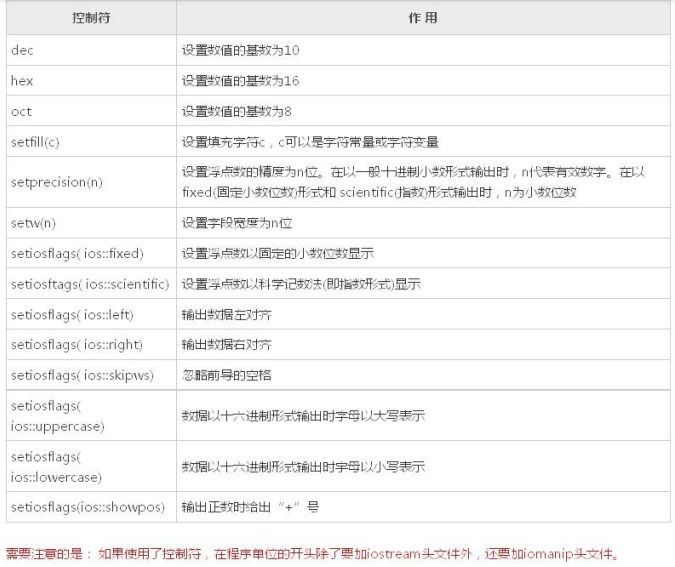 控制符 作 用
dec 设置数值的基数为10
hex 设置数值的基数为16
oct 设置数值的基数为8
setfill(c) 设置填充字符c，c可以是字符常量或字符变量
setprecision(n) 设置浮点数的精度为n位。在以一般十进制小数形式输出时，n代表有效数字。在以
fixed(固定小数位数)形式和 scientific(指数)形式输出时，n为小数位数
setw(n) 设置字段宽度为n位
setiosflags( ios::fixed) 设置浮点数以固定的小数位数显示
setiosftags( ios::scientific) 设置浮点数以科学记数法(即指数形式)显示
setiosflags( ios::left) 输出数据左对齐
setiosflags( ios::right) 输出数据右对齐
setiosflags( ios::skipws) 忽略前导的空格
setiosflags(
ios::uppercase) 数据以十六进制形式输出时字母以大写表示
setiosflags(
ios::lowercase) 数据以十六进制形式输出时字母以小写表示
setiosflags(ios::showpos) 输出正数时给出“+”号
需要注意的是： 如果使用了控制符，在程序单位的开头除了要加iostream头文件外，还要加iomanip头文件。